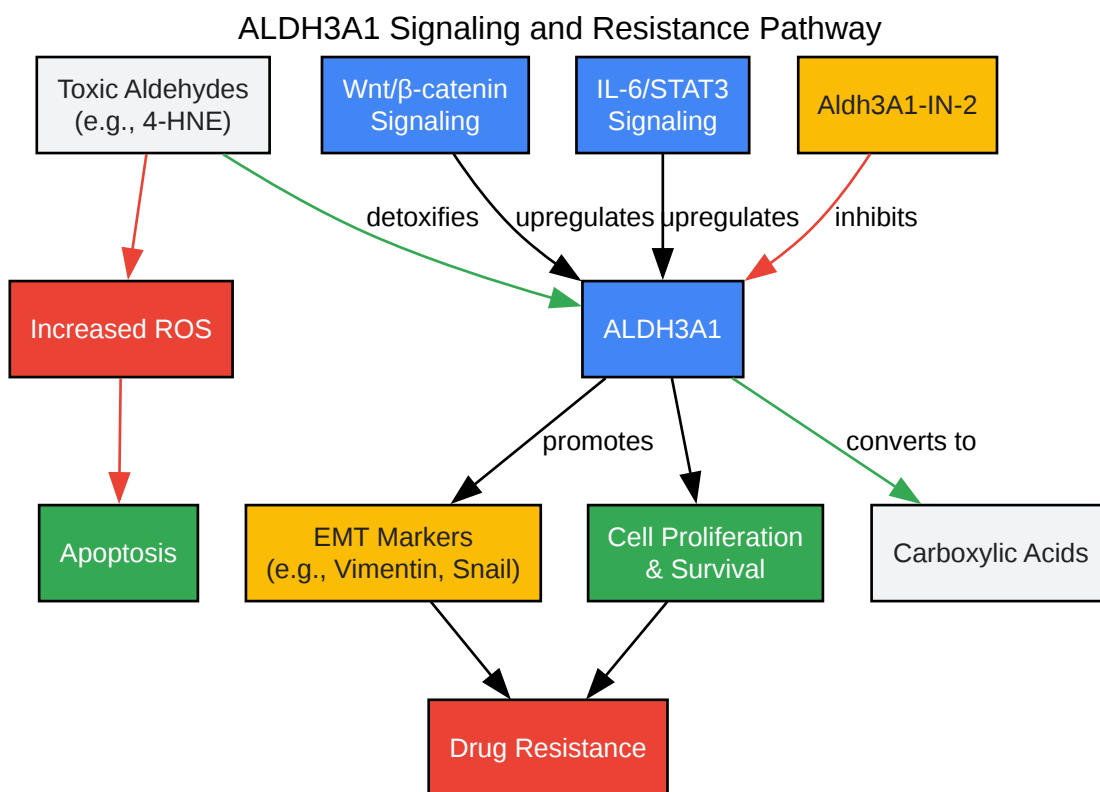 ALDH3A1 Signaling and Resistance Pathway
Toxic Aldehydes
(e.g., 4-HNE)
Wnt/β-catenin
Signaling
IL-6/STAT3
Signaling
Aldh3A1-IN-2
detoxifies
upregulates
upregulates
inhibits
Increased ROS
ALDH3A1
promotes
converts to
Apoptosis
EMT Markers
(e.g., Vimentin, Snail)
Cell Proliferation
& Survival
Carboxylic Acids
Drug Resistance